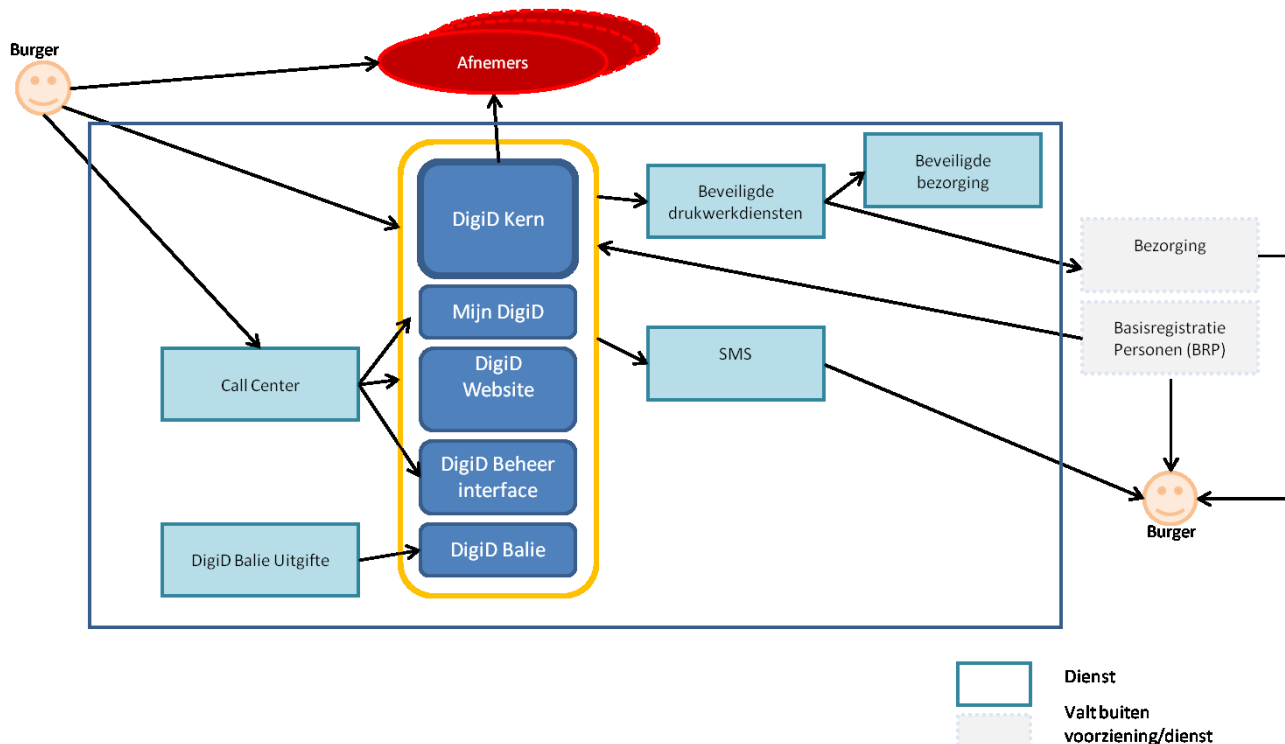 Burger
Afnemers
DigiD Kern
Beveiligde
drukwerkdiensten
Beveiligde
bezorging
Bezorging
Mijn DigiD
Basisregistratie
Personen (BRP)
Call Center
DigiD
Website
SMS
DigiD Beheer
interface
DigiD Balie Uitgifte
DigiD Balie
Burger
Dienst
Valt buiten
voorziening/dienst